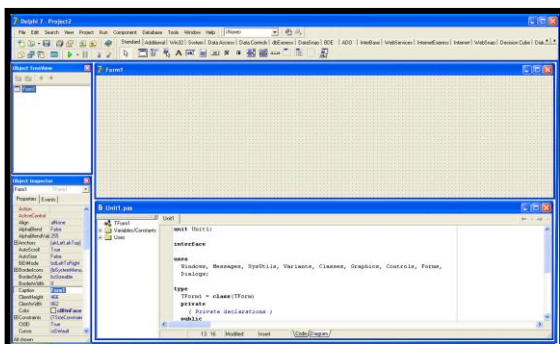 Delphi 7 - Project2
File Edit Search View Project Run Component Database Tools Window Help <None>
Standard Additional Win32 System Data Access Data Controls dbExpress DataSnap BDE ADO InterBase WebServices InternetExpress Internet WebSnap Decision Cube
Object TreeView
Form1
Form1
Object Inspector
Form1
Properties Events
Action
ActiveControl
Align alNone
AlphaBlend False
AlphaBlendVal 255
Anchors [akLeft,akTop]
AutoScroll True
AutoSize False
BiDiMode bdLeftToRight
BorderIcons [biSystemMenu,
BorderStyle bsSizeable
BorderWidth 0
Caption Form1
ClientHeight 466
ClientWidth 862
Color clBtnFace
Constraints (TSizeConstrain
Ctl3D True
Cursor crDefault
All shown
Unit1.pas
TForm1
Variables/Constants
Uses
Unit1
unit Unit1;
interface
uses
Windows, Messages, SysUtils, Variants, Classes, Graphics, Controls, Forms,
Dialogs;
type
TForm1 = class(TForm)
private
{ Private declarations }
public
13: 16 Modified Insert Code Diagram